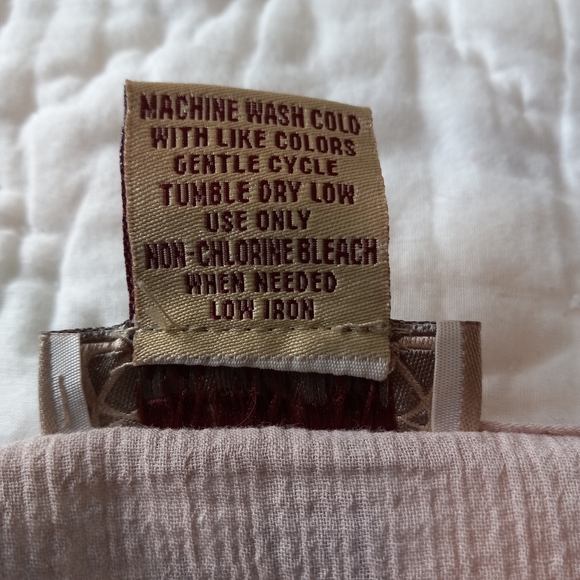 MACHINE WASH COLD
WITH LIKE COLORS
GENTLE CYCLE
TUMBLE DRY LOW
USE ONLY
NON-CHLORINE BLEACH
WHEN NEEDED
LOW IRON